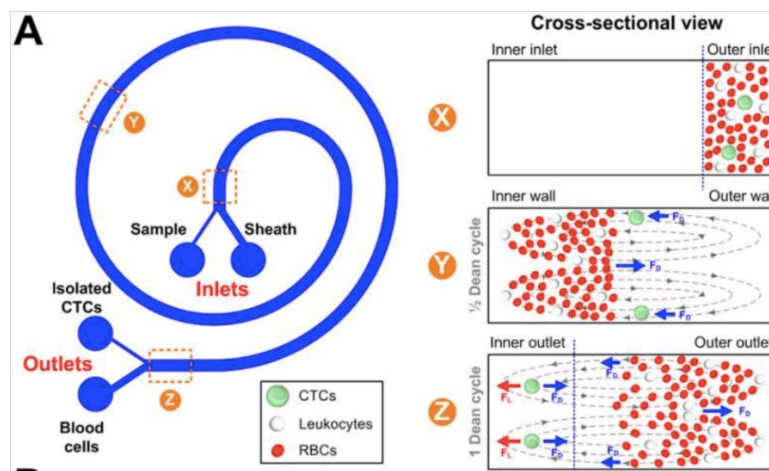 A
Cross-sectional view
Inner inlet
Outer inle
X
Y
X
Sample
Sheath
Inlets
Isolated
CTCs
Outlets
Z
Blood
cells
CTCs
Leukocytes
RBCs
Inner wall
Outer wa
½ Dean cycle
Y
F_D
F_D
F_D
Inner outlet
Outer outle
1 Dean cycle
Z
F_D
F_L
F_D
F_D
F_L
F_D
F_D